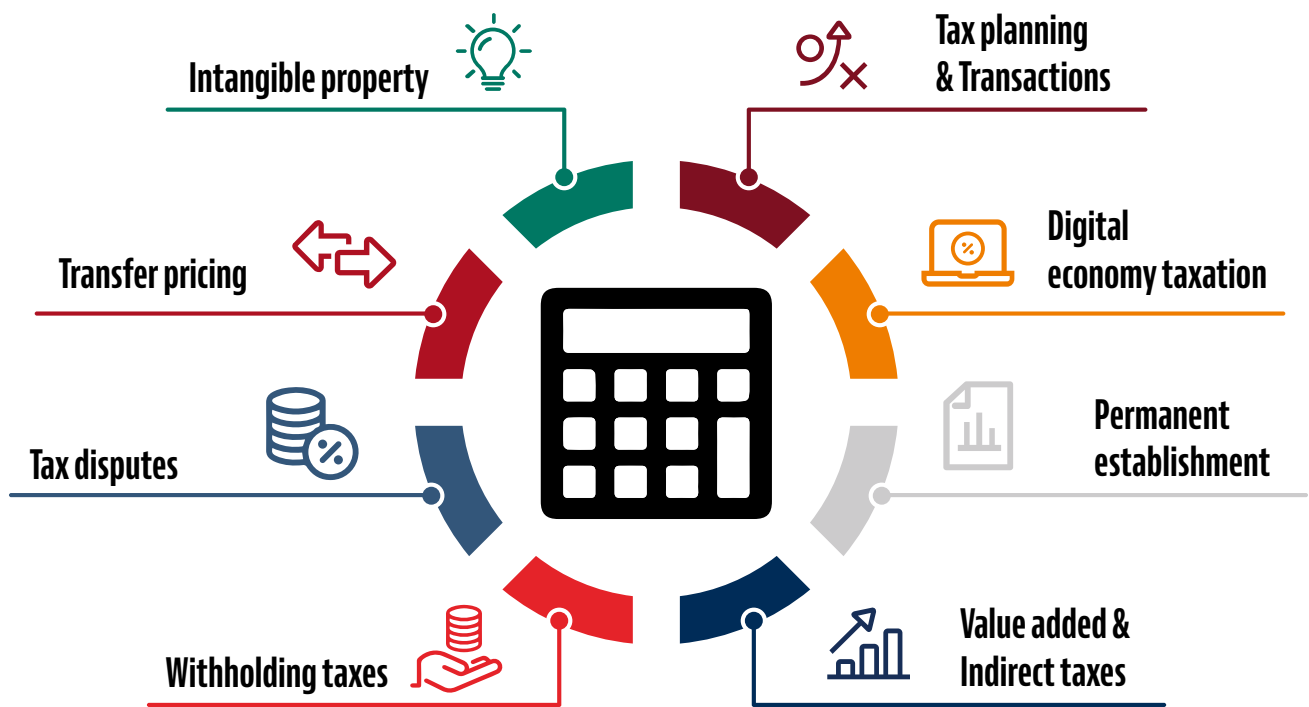 Intangible property
Tax planning
& Transactions
Transfer pricing
Digital
economy taxation
Tax disputes
Permanent
establishment
Withholding taxes
Value added &
Indirect taxes